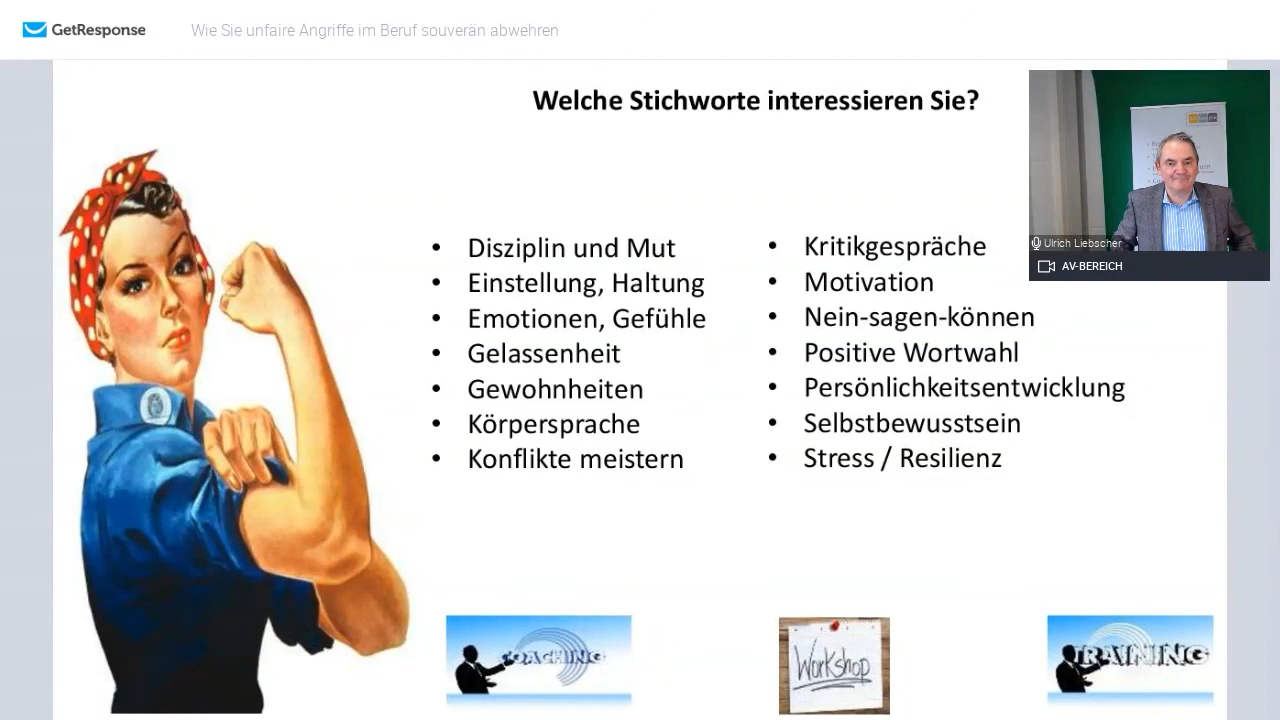 GetResponse
Wie Sie unfaire Angriffe im Beruf souverän abwehren
Welche Stichworte interessieren Sie?
• Disziplin und Mut
• Einstellung, Haltung
• Emotionen, Gefühle
• Gelassenheit
• Gewohnheiten
• Körpersprache
• Konflikte meistern
• Kritikgespräche
• Motivation
• Nein-sagen-können
• Positive Wortwahl
• Persönlichkeitsentwicklung
• Selbstbewusstsein
• Stress / Resilienz
Ulrich Liebscher
AV-BEREICH
COACHING
Workshop
TRAINING